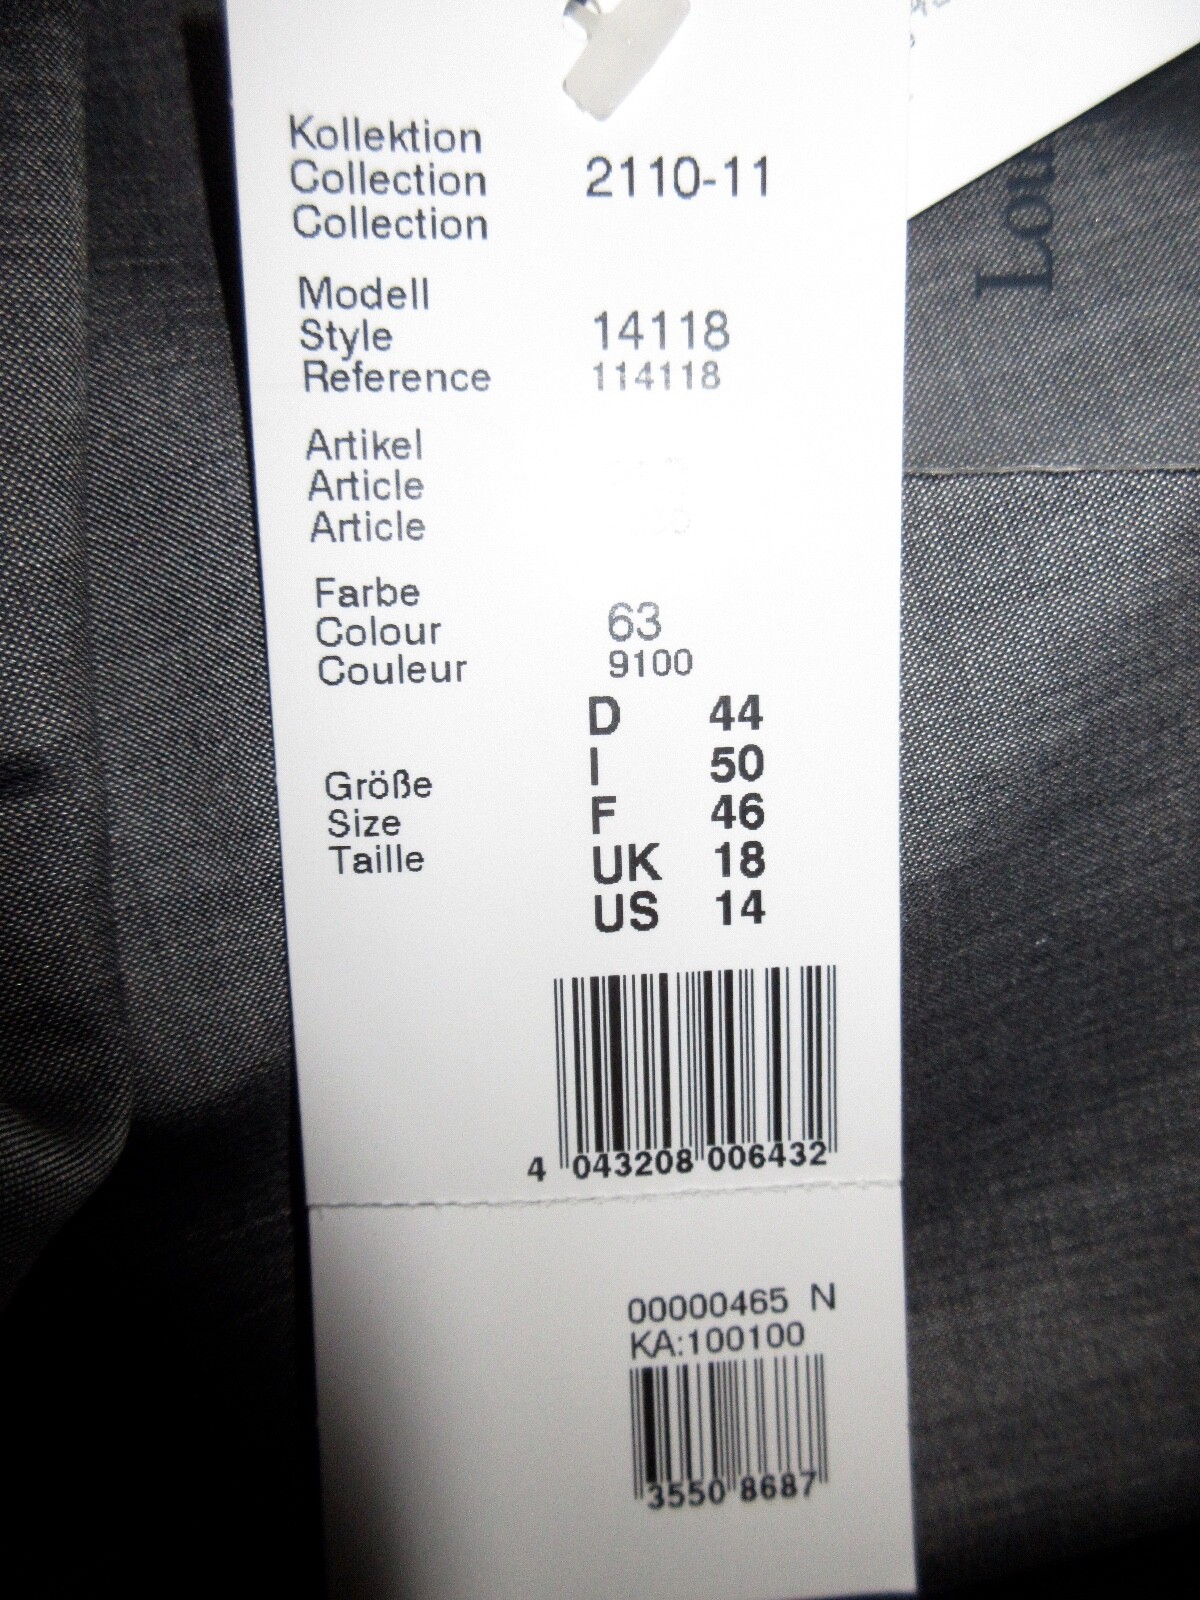 Kollektion
Collection 2110-11
Collection
Modell
Style 14118
Reference 114118
Artikel
Article
Article
Farbe
Colour 63
Couleur 9100
D 44
I 50
Größe
Size F 46
Taille UK 18
US 14
4 043208 006432
00000465 N
KA:100100
3550 8687
Lou